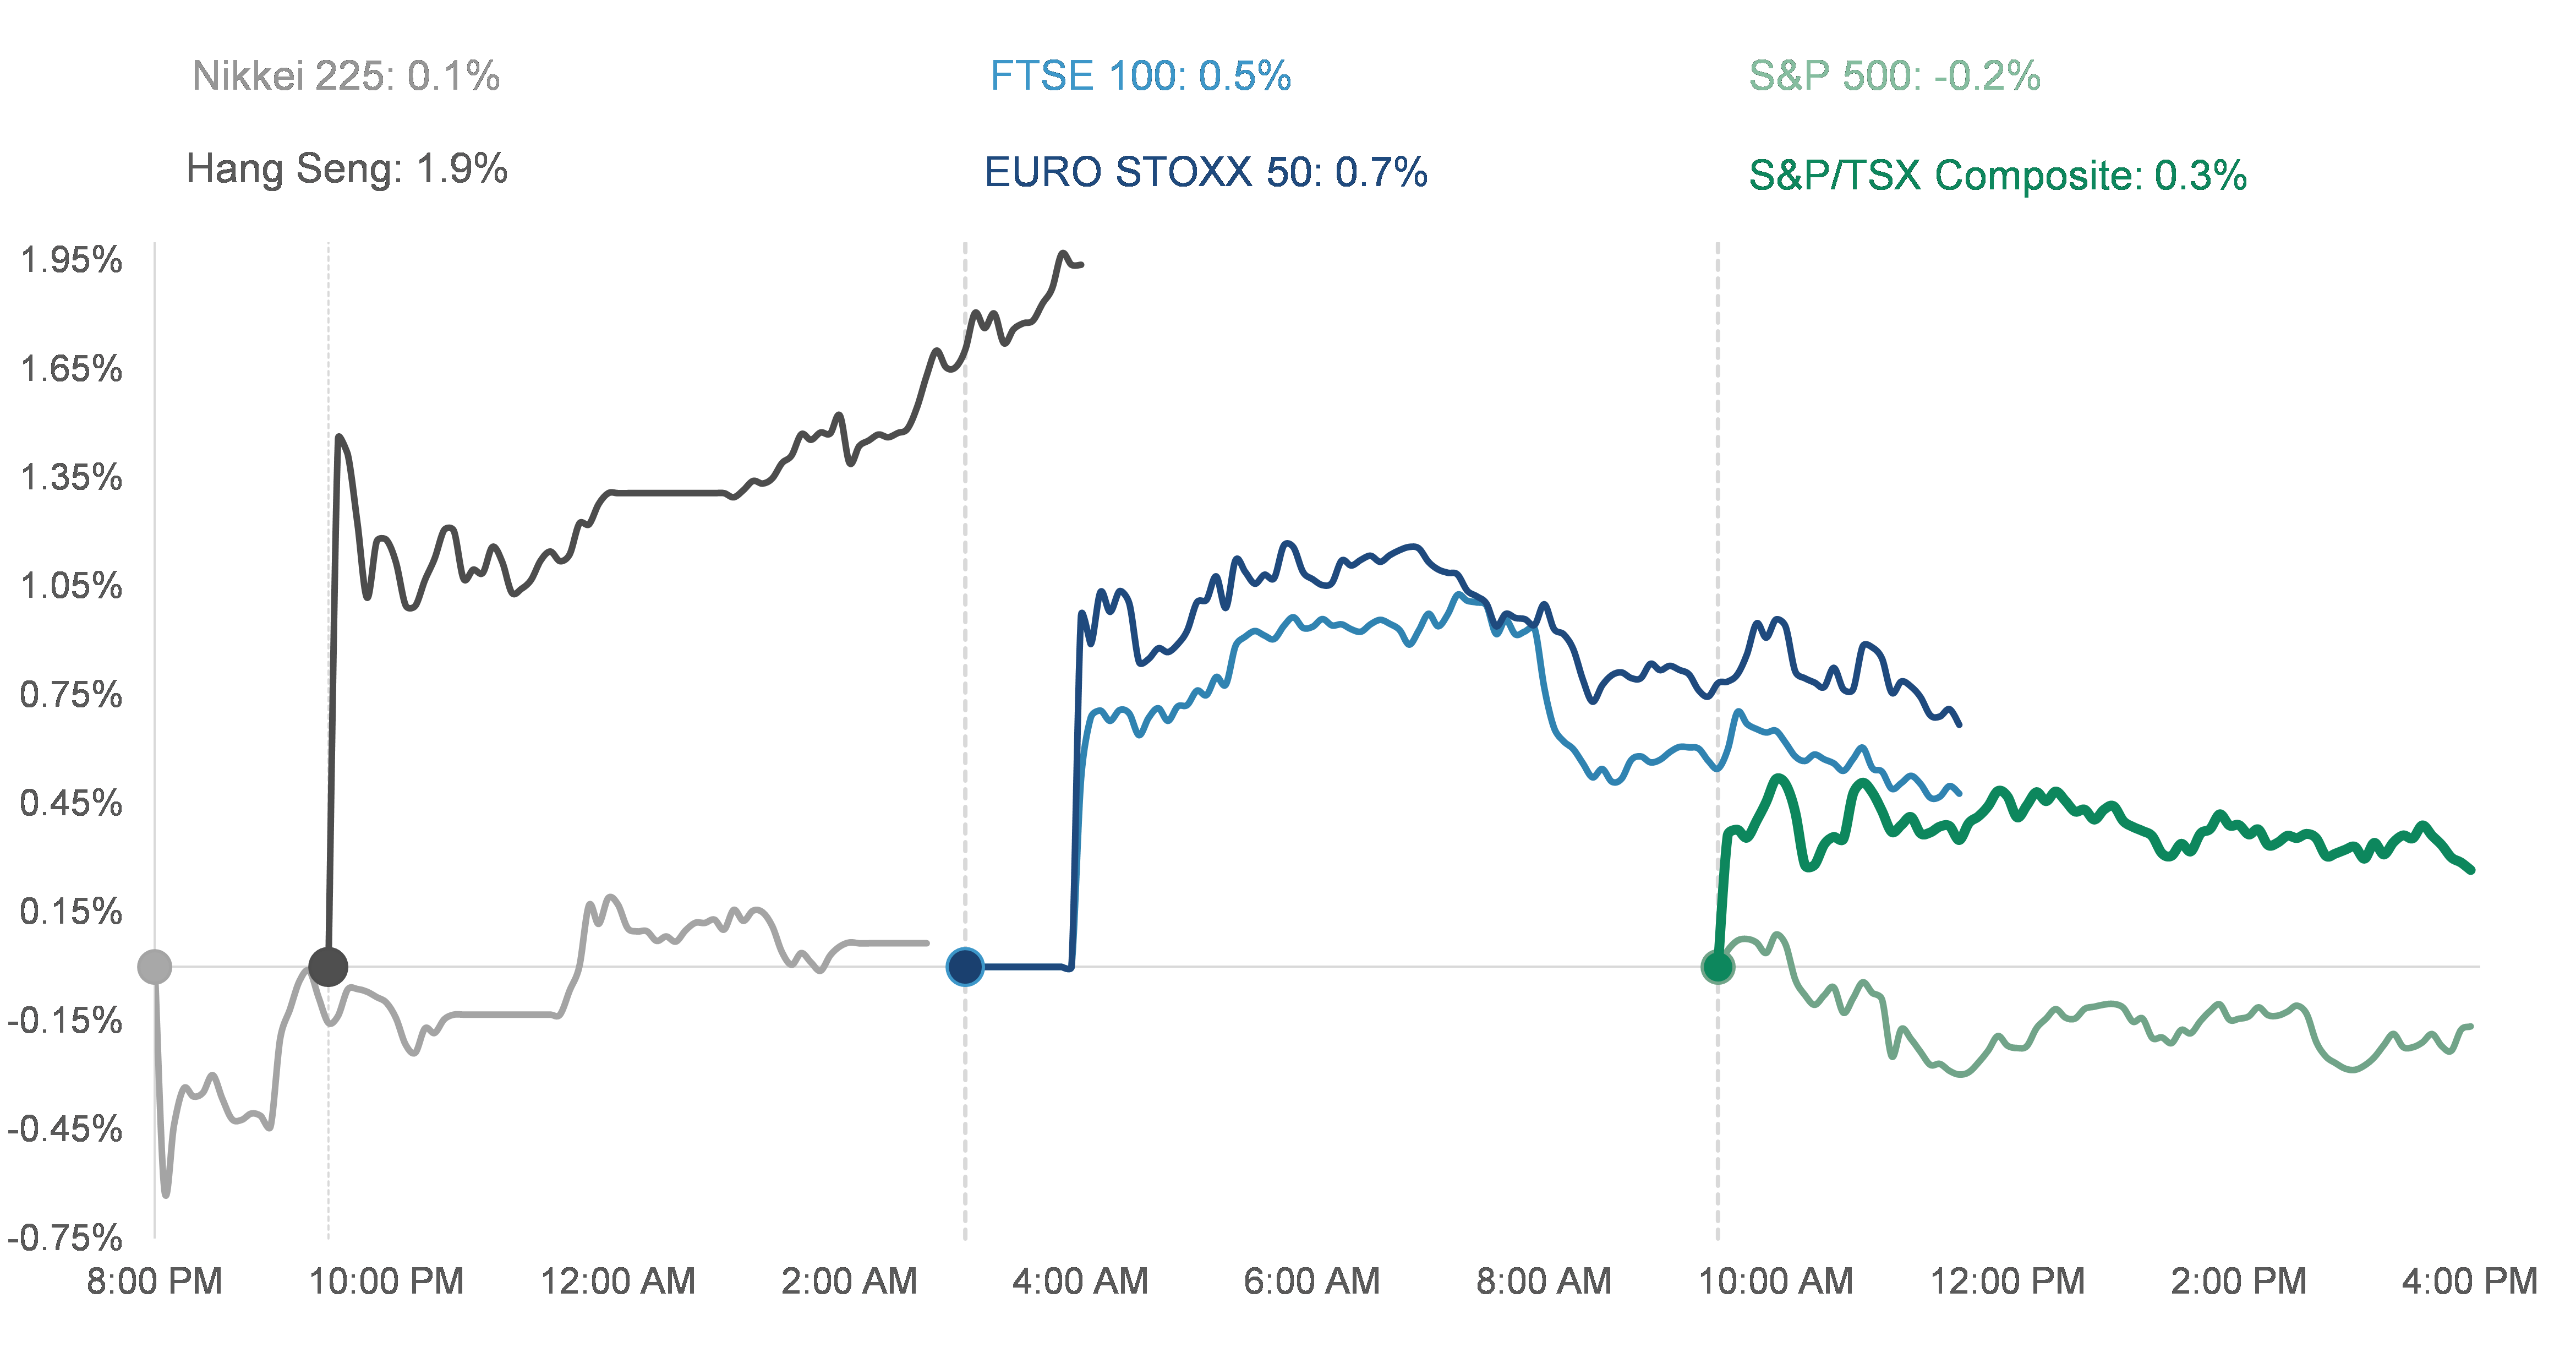 Nikkei 225: 0.1%
FTSE 100: 0.5%
S&P 500: -0.2%
Hang Seng: 1.9%
EURO STOXX 50: 0.7%
S&P/TSX Composite: 0.3%
1.95%
1.65%
1.35%
1.05%
0.75%
0.45%
0.15%
-0.15%
-0.45%
-0.75%
8:00 PM
10:00 PM
12:00 AM
2:00 AM
4:00 AM
6:00 AM
8:00 AM
10:00 AM
12:00 PM
2:00 PM
4:00 PM